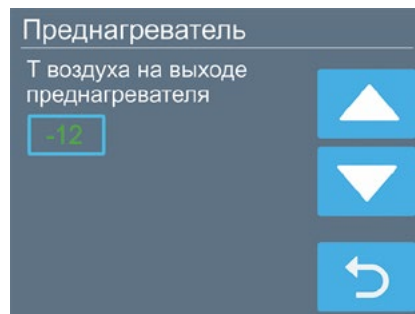 Преднагреватель
Т воздуха на выходе
преднагревателя
-12